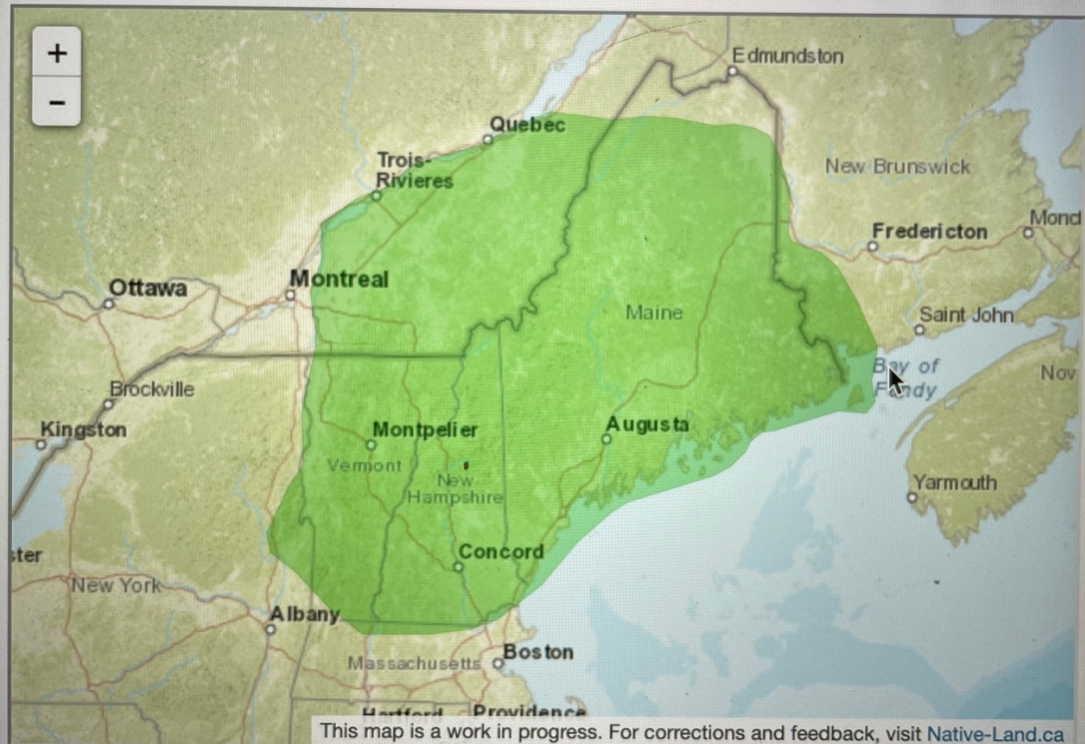 +
−
Edmundston
Quebec
Trois-
Rivieres
New Brunswick
Mond
Fredericton
Montreal
Ottawa
Maine
Saint John
Bay of
Fundy
Nov
Brockville
Kingston
Montpelier
Augusta
Vermont
New
Hampshire
Yarmouth
Concord
ster
New York
Albany
Boston
Massachusetts
Hartford
Providence
This map is a work in progress. For corrections and feedback, visit Native-Land.ca